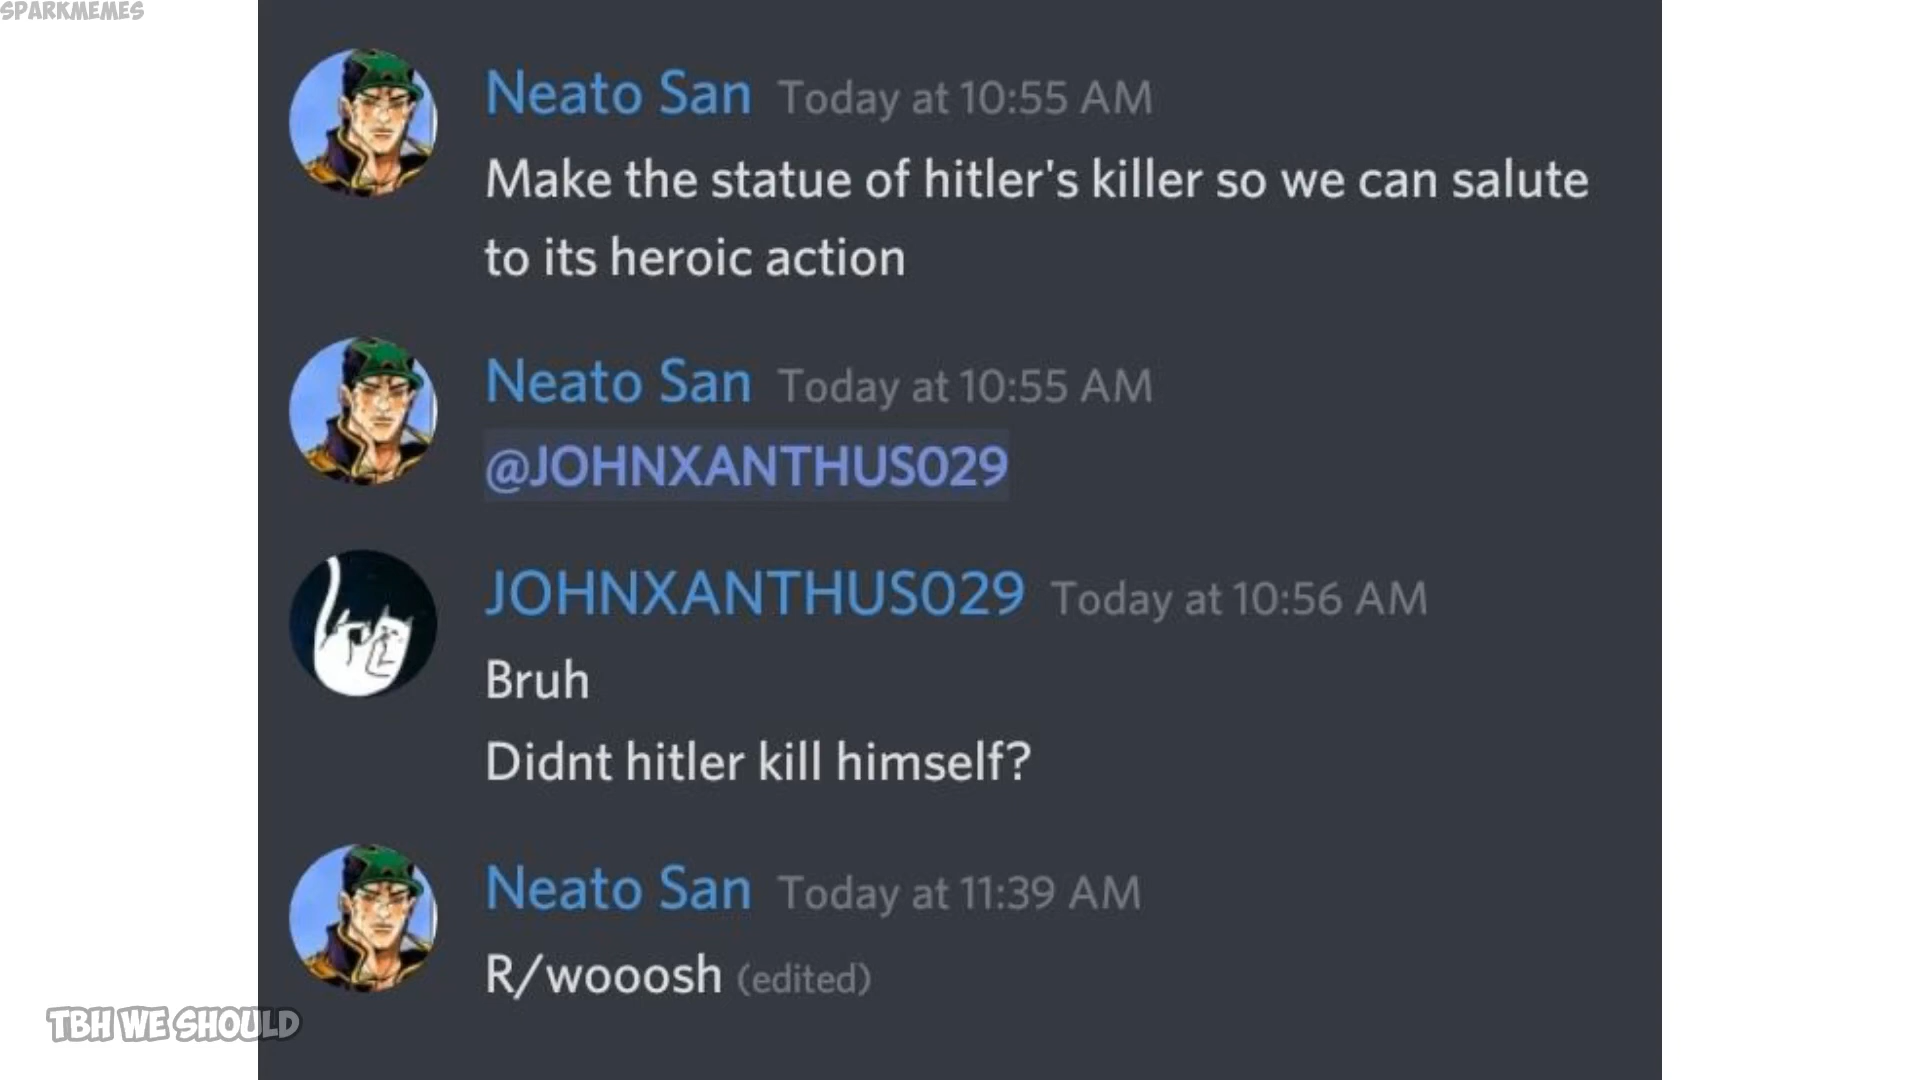 SPARKMEMES
Neato San Today at 10:55 AM
Make the statue of hitler's killer so we can salute
to its heroic action
Neato San Today at 10:55 AM
@JOHNXANTHUS029
JOHNXANTHUS029 Today at 10:56 AM
Bruh
Didnt hitler kill himself?
Neato San Today at 11:39 AM
R/wooosh (edited)
TBH WE SHOULD